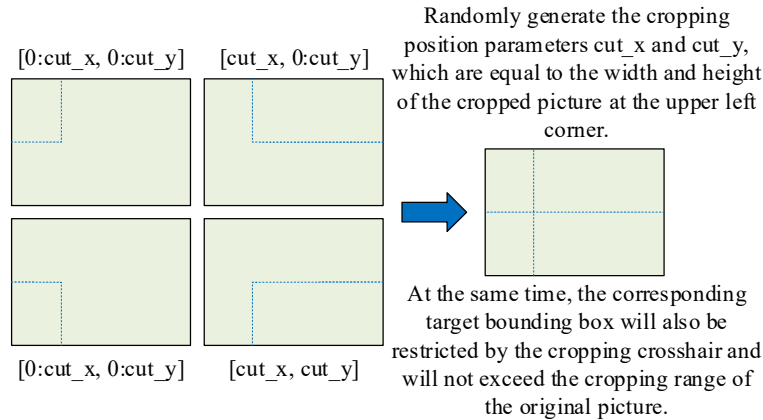 [0:cut_x, 0:cut_y]
[cut_x, 0:cut_y]
[0:cut_x, 0:cut_y]
[cut_x, cut_y]
Randomly generate the cropping
position parameters cut_x and cut_y,
which are equal to the width and height
of the cropped picture at the upper left
corner.
At the same time, the corresponding
target bounding box will also be
restricted by the cropping crosshair and
will not exceed the cropping range of
the original picture.